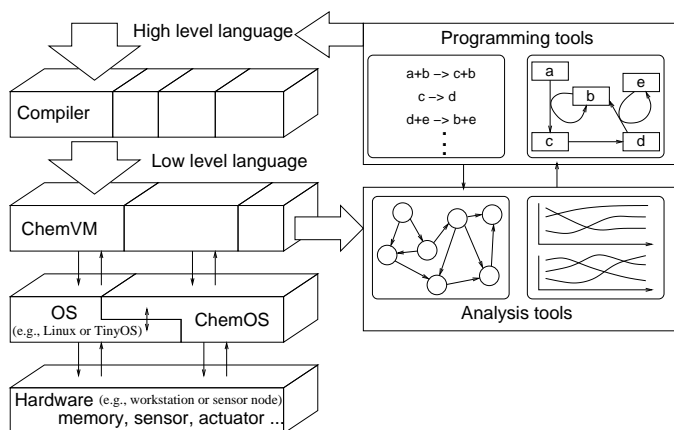 High level language
Programming tools
a+b -> c+b
c -> d
d+e -> b+e
a
b
e
c
d
Compiler
Low level language
ChemVM
OS
(e.g., Linux or TinyOS)
ChemOS
Analysis tools
Hardware (e.g., workstation or sensor node)
memory, sensor, actuator ...